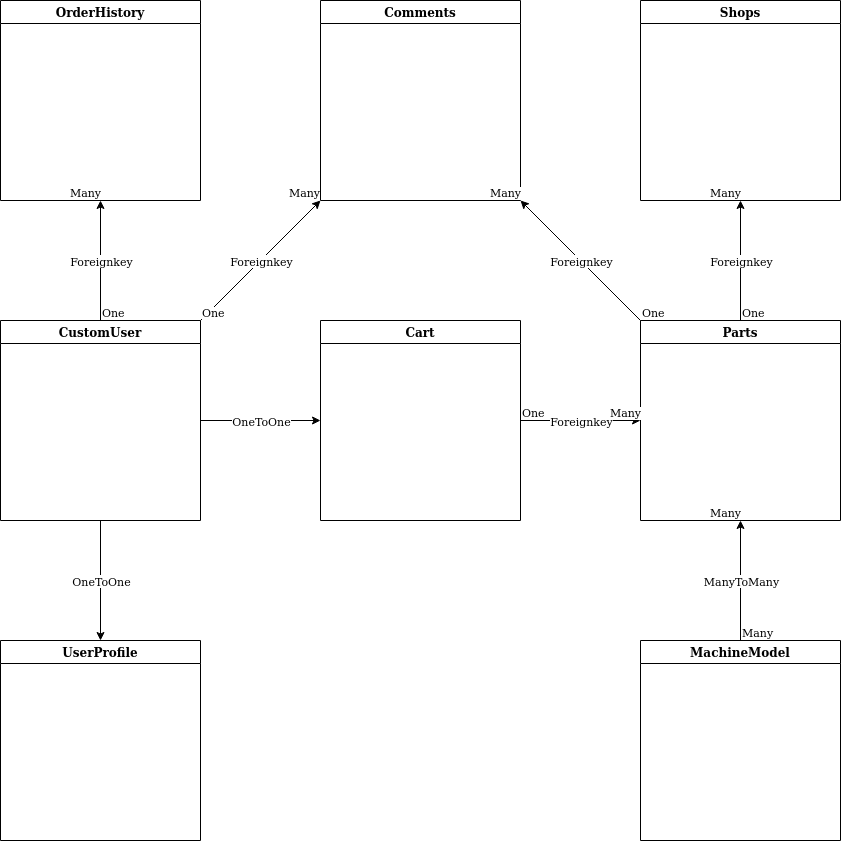 OrderHistory
Comments
Shops
Many
Many
Many
Many
Foreignkey
Foreignkey
Foreignkey
Foreignkey
One
One
One
One
CustomUser
Cart
Parts
OneToOne
One
Foreignkey
Many
Many
OneToOne
ManyToMany
Many
UserProfile
MachineModel